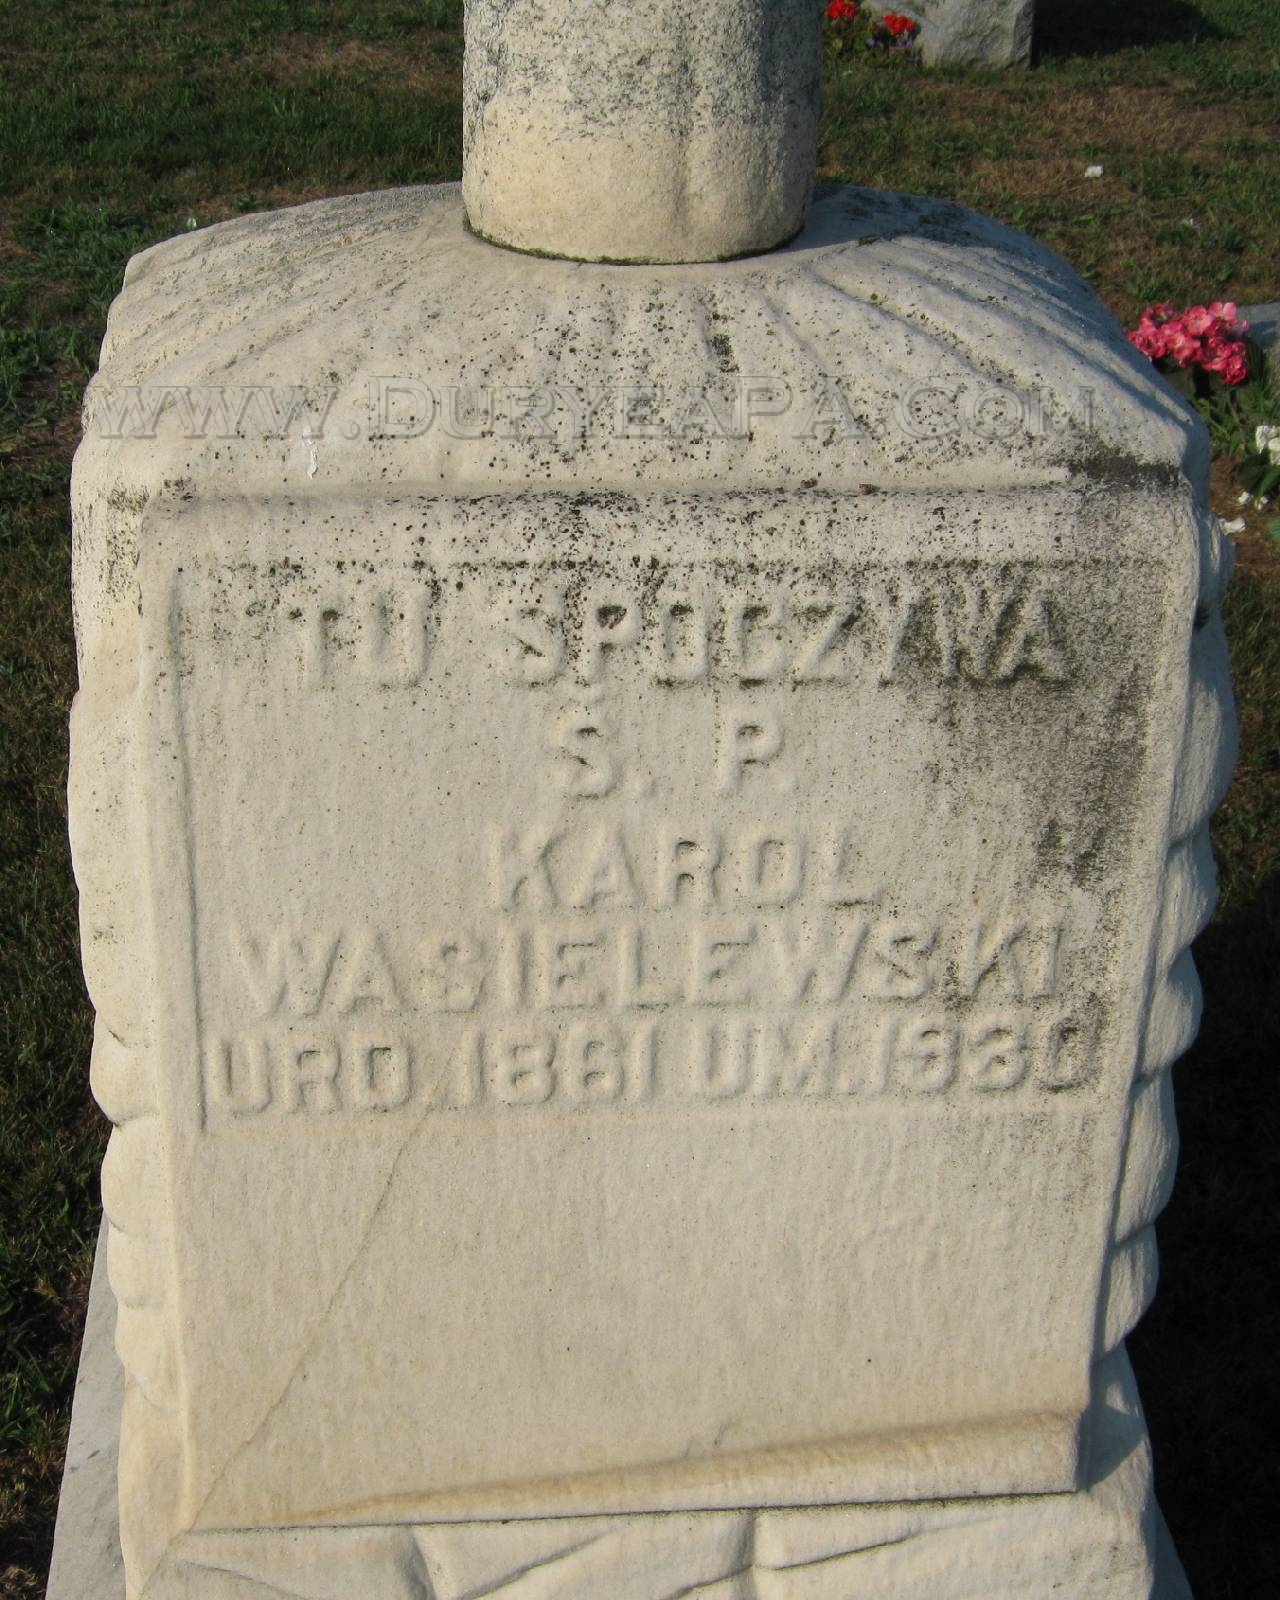 www.DuryeaPA.com
TU SPOCZYWA
Ś. P.
KAROL
WASIELEWSKI
URO. 1861 UM. 1930